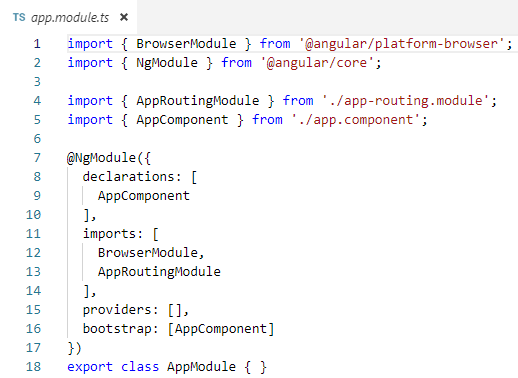 TS app.module.ts ×
1 import { BrowserModule } from '@angular/platform-browser';
2 import { NgModule } from '@angular/core';
3
4 import { AppRoutingModule } from './app-routing.module';
5 import { AppComponent } from './app.component';
6
7 @NgModule({
8   declarations: [
9     AppComponent
10   ],
11   imports: [
12     BrowserModule,
13     AppRoutingModule
14   ],
15   providers: [],
16   bootstrap: [AppComponent]
17 })
18 export class AppModule { }